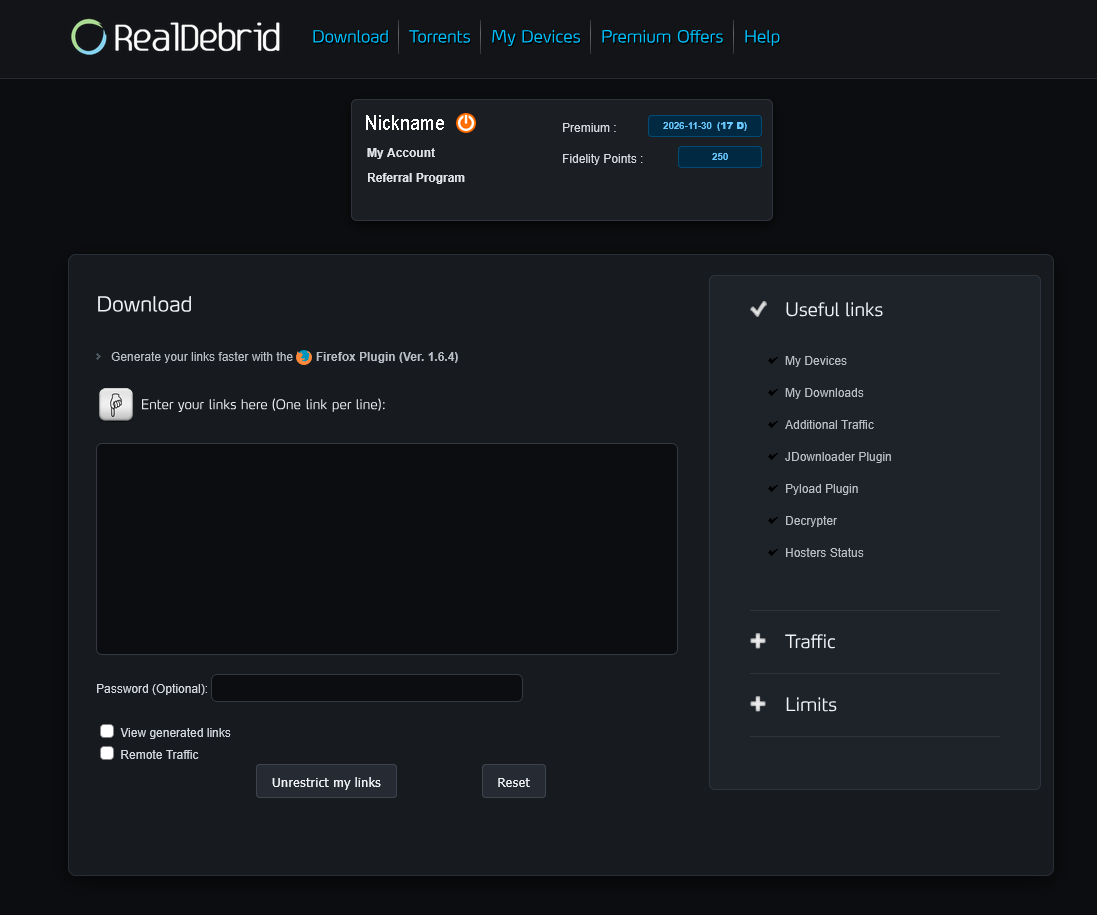 RealDebrid
Download
Torrents
My Devices
Premium Offers
Help
Nickname
My Account
Referral Program
Premium :
2026-11-30 (17 D)
Fidelity Points :
250
Download
Generate your links faster with the Firefox Plugin (Ver. 1.6.4)
Enter your links here (One link per line):
Password (Optional):
View generated links
Remote Traffic
Unrestrict my links
Reset
Useful links
My Devices
My Downloads
Additional Traffic
JDownloader Plugin
Pyload Plugin
Decrypter
Hosters Status
Traffic
Limits